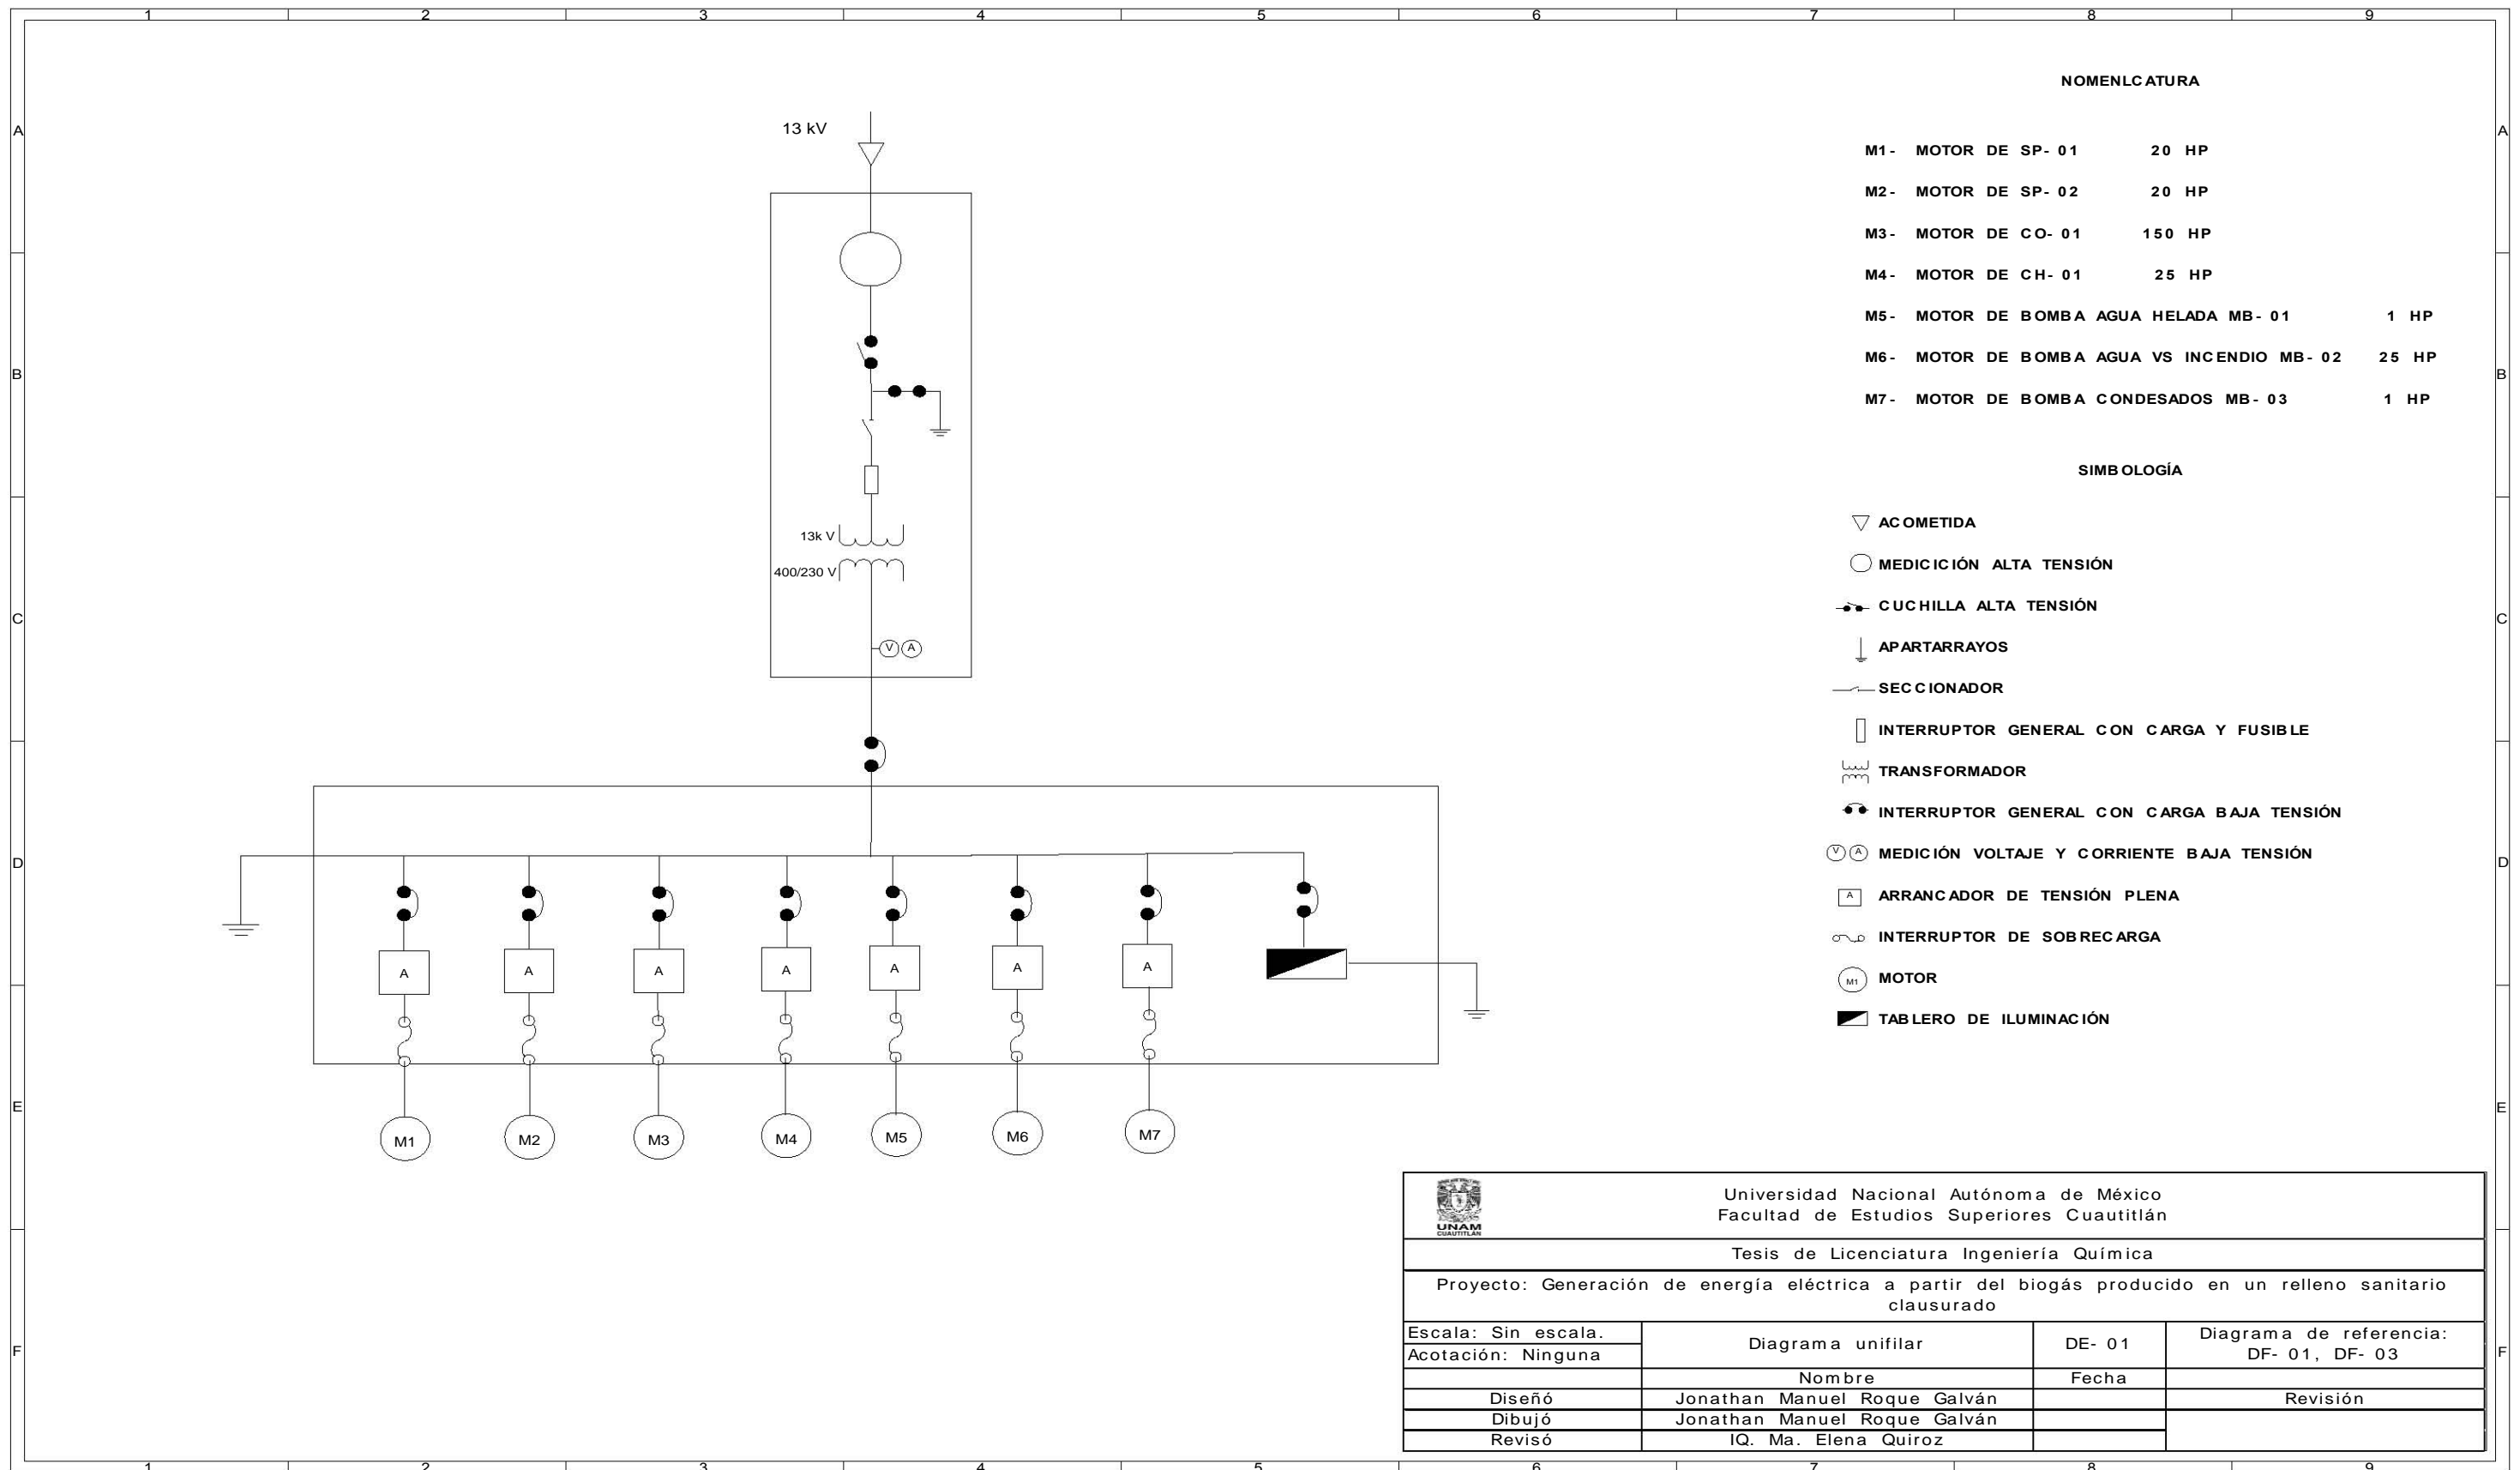 1 2 3 4 5 6 7 8 9
A A
B B
C C
D D
E E
F F
13 kV
13k V
400/230 V
V A
A A A A A A A
M1 M2 M3 M4 M5 M6 M7
NOMENLCATURA
M1- MOTOR DE SP-01 20 HP
M2- MOTOR DE SP-02 20 HP
M3- MOTOR DE CO-01 150 HP
M4- MOTOR DE CH-01 25 HP
M5- MOTOR DE BOMBA AGUA HELADA MB-01 1 HP
M6- MOTOR DE BOMBA AGUA VS INCENDIO MB-02 25 HP
M7- MOTOR DE BOMBA CONDESADOS MB-03 1 HP
SIMBOLOGÍA
ACOMETIDA
MEDICICIÓN ALTA TENSIÓN
CUCHILLA ALTA TENSIÓN
APARTARRAYOS
SECCIONADOR
INTERRUPTOR GENERAL CON CARGA Y FUSIBLE
TRANSFORMADOR
INTERRUPTOR GENERAL CON CARGA BAJA TENSIÓN
V A MEDICIÓN VOLTAJE Y CORRIENTE BAJA TENSIÓN
A ARRANCADOR DE TENSIÓN PLENA
INTERRUPTOR DE SOBRECARGA
M1 MOTOR
TABLERO DE ILUMINACIÓN
UNAM
CUAUTITLÁN
Universidad Nacional Autónoma de México
Facultad de Estudios Superiores Cuautitlán
Tesis de Licenciatura Ingeniería Química
Proyecto: Generación de energía eléctrica a partir del biogás producido en un relleno sanitario
clausurado
Escala: Sin escala.
Acotación: Ninguna
Diagrama unifilar
DE-01
Diagrama de referencia:
DF-01, DF-03
Nombre Fecha
Diseñó Jonathan Manuel Roque Galván Revisión
Dibujó Jonathan Manuel Roque Galván
Revisó IQ. Ma. Elena Quiroz
1 2 3 4 5 6 7 8 9